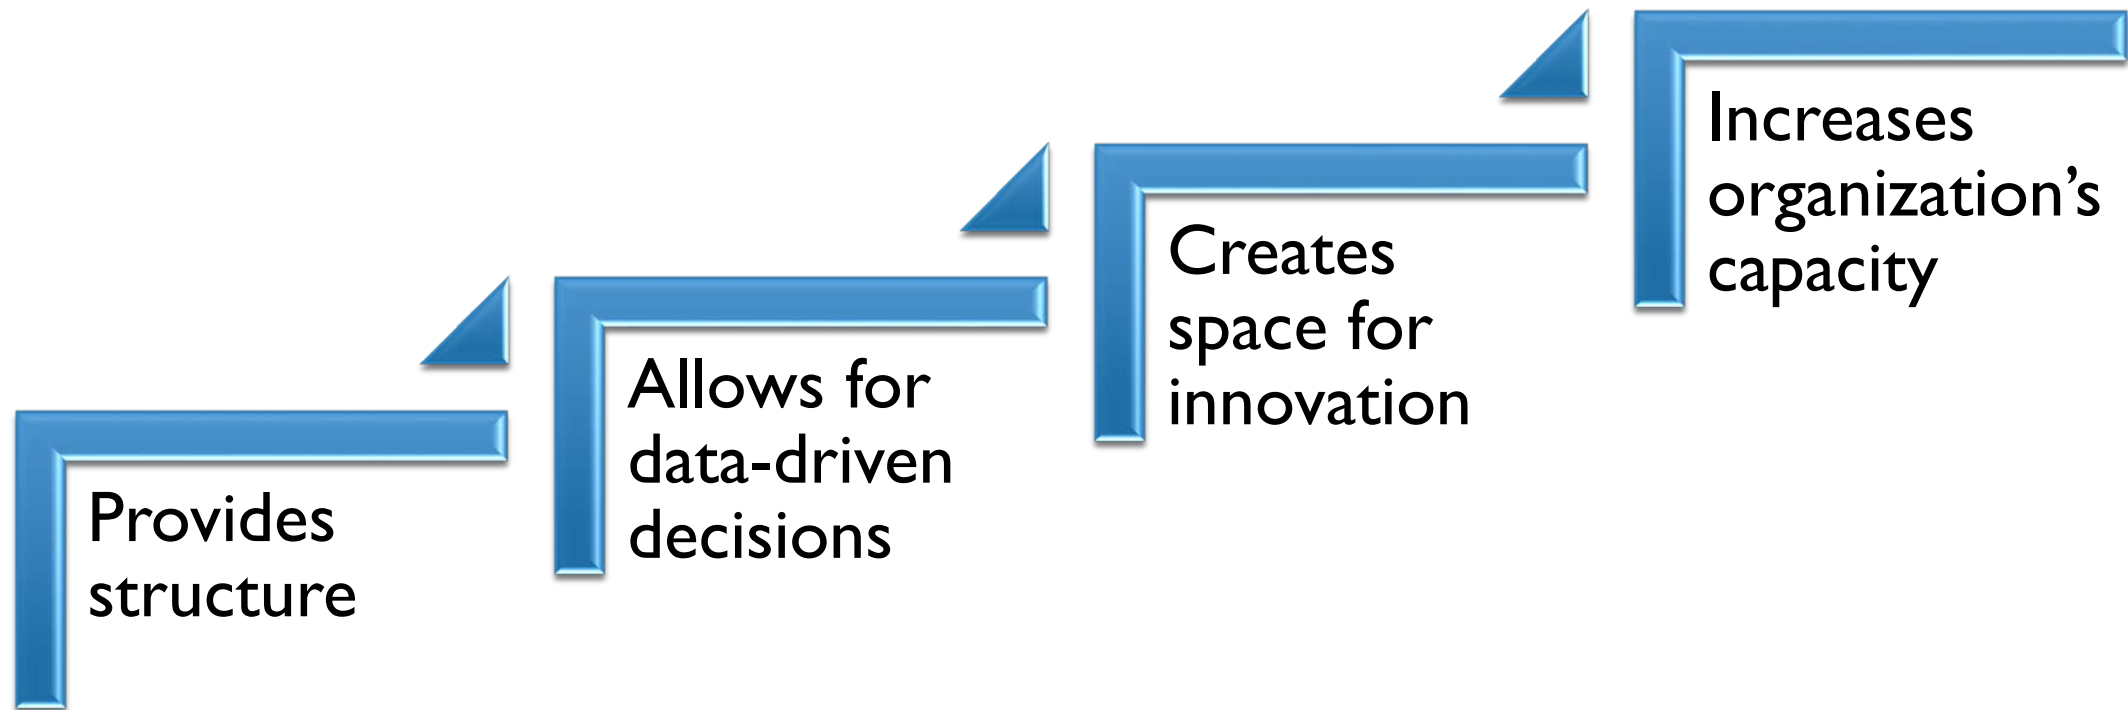 Provides
structure
Allows for
data-driven
decisions
Creates
space for
innovation
Increases
organization’s
capacity